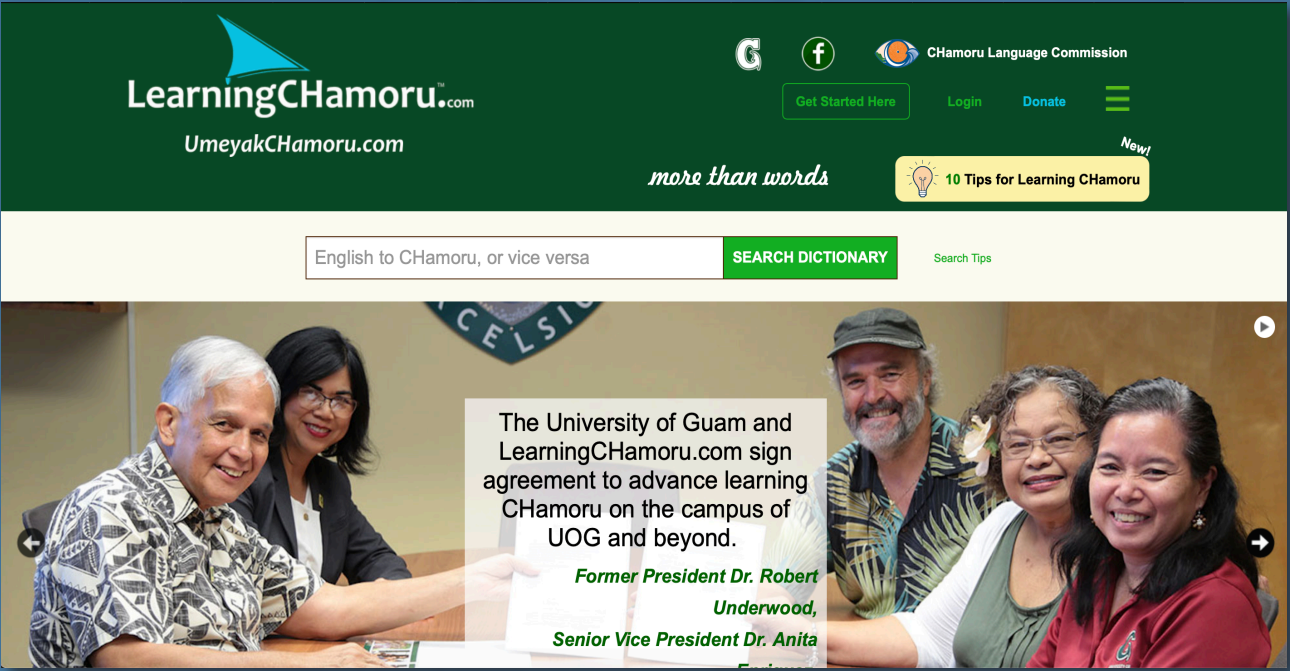 LearningCHamoru.com™
UmeyakCHamoru.com
G
f
CHamoru Language Commission
Get Started Here
Login
Donate
New!
more than words
10 Tips for Learning CHamoru
English to CHamoru, or vice versa
SEARCH DICTIONARY
Search Tips
CELSI
The University of Guam and
LearningCHamoru.com sign
agreement to advance learning
CHamoru on the campus of
UOG and beyond.
Former President Dr. Robert
Underwood,
Senior Vice President Dr. Anita